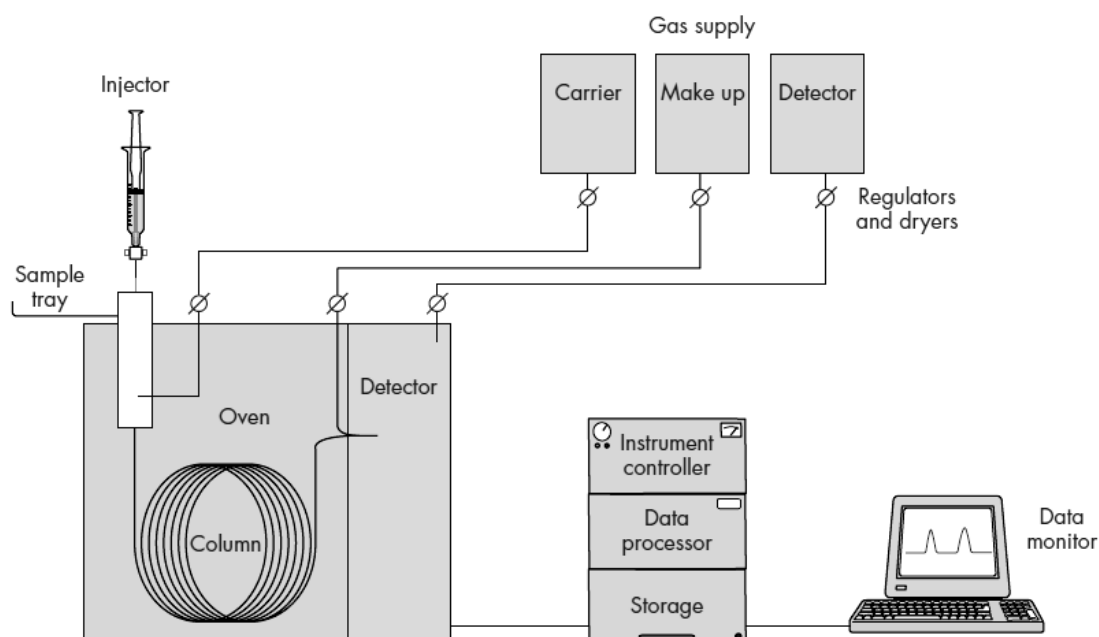 Gas supply
Injector
Carrier
Make up
Detector
Regulators
and dryers
Sample
tray
Detector
Oven
Column
Instrument
controller
Data
processor
Storage
Data
monitor